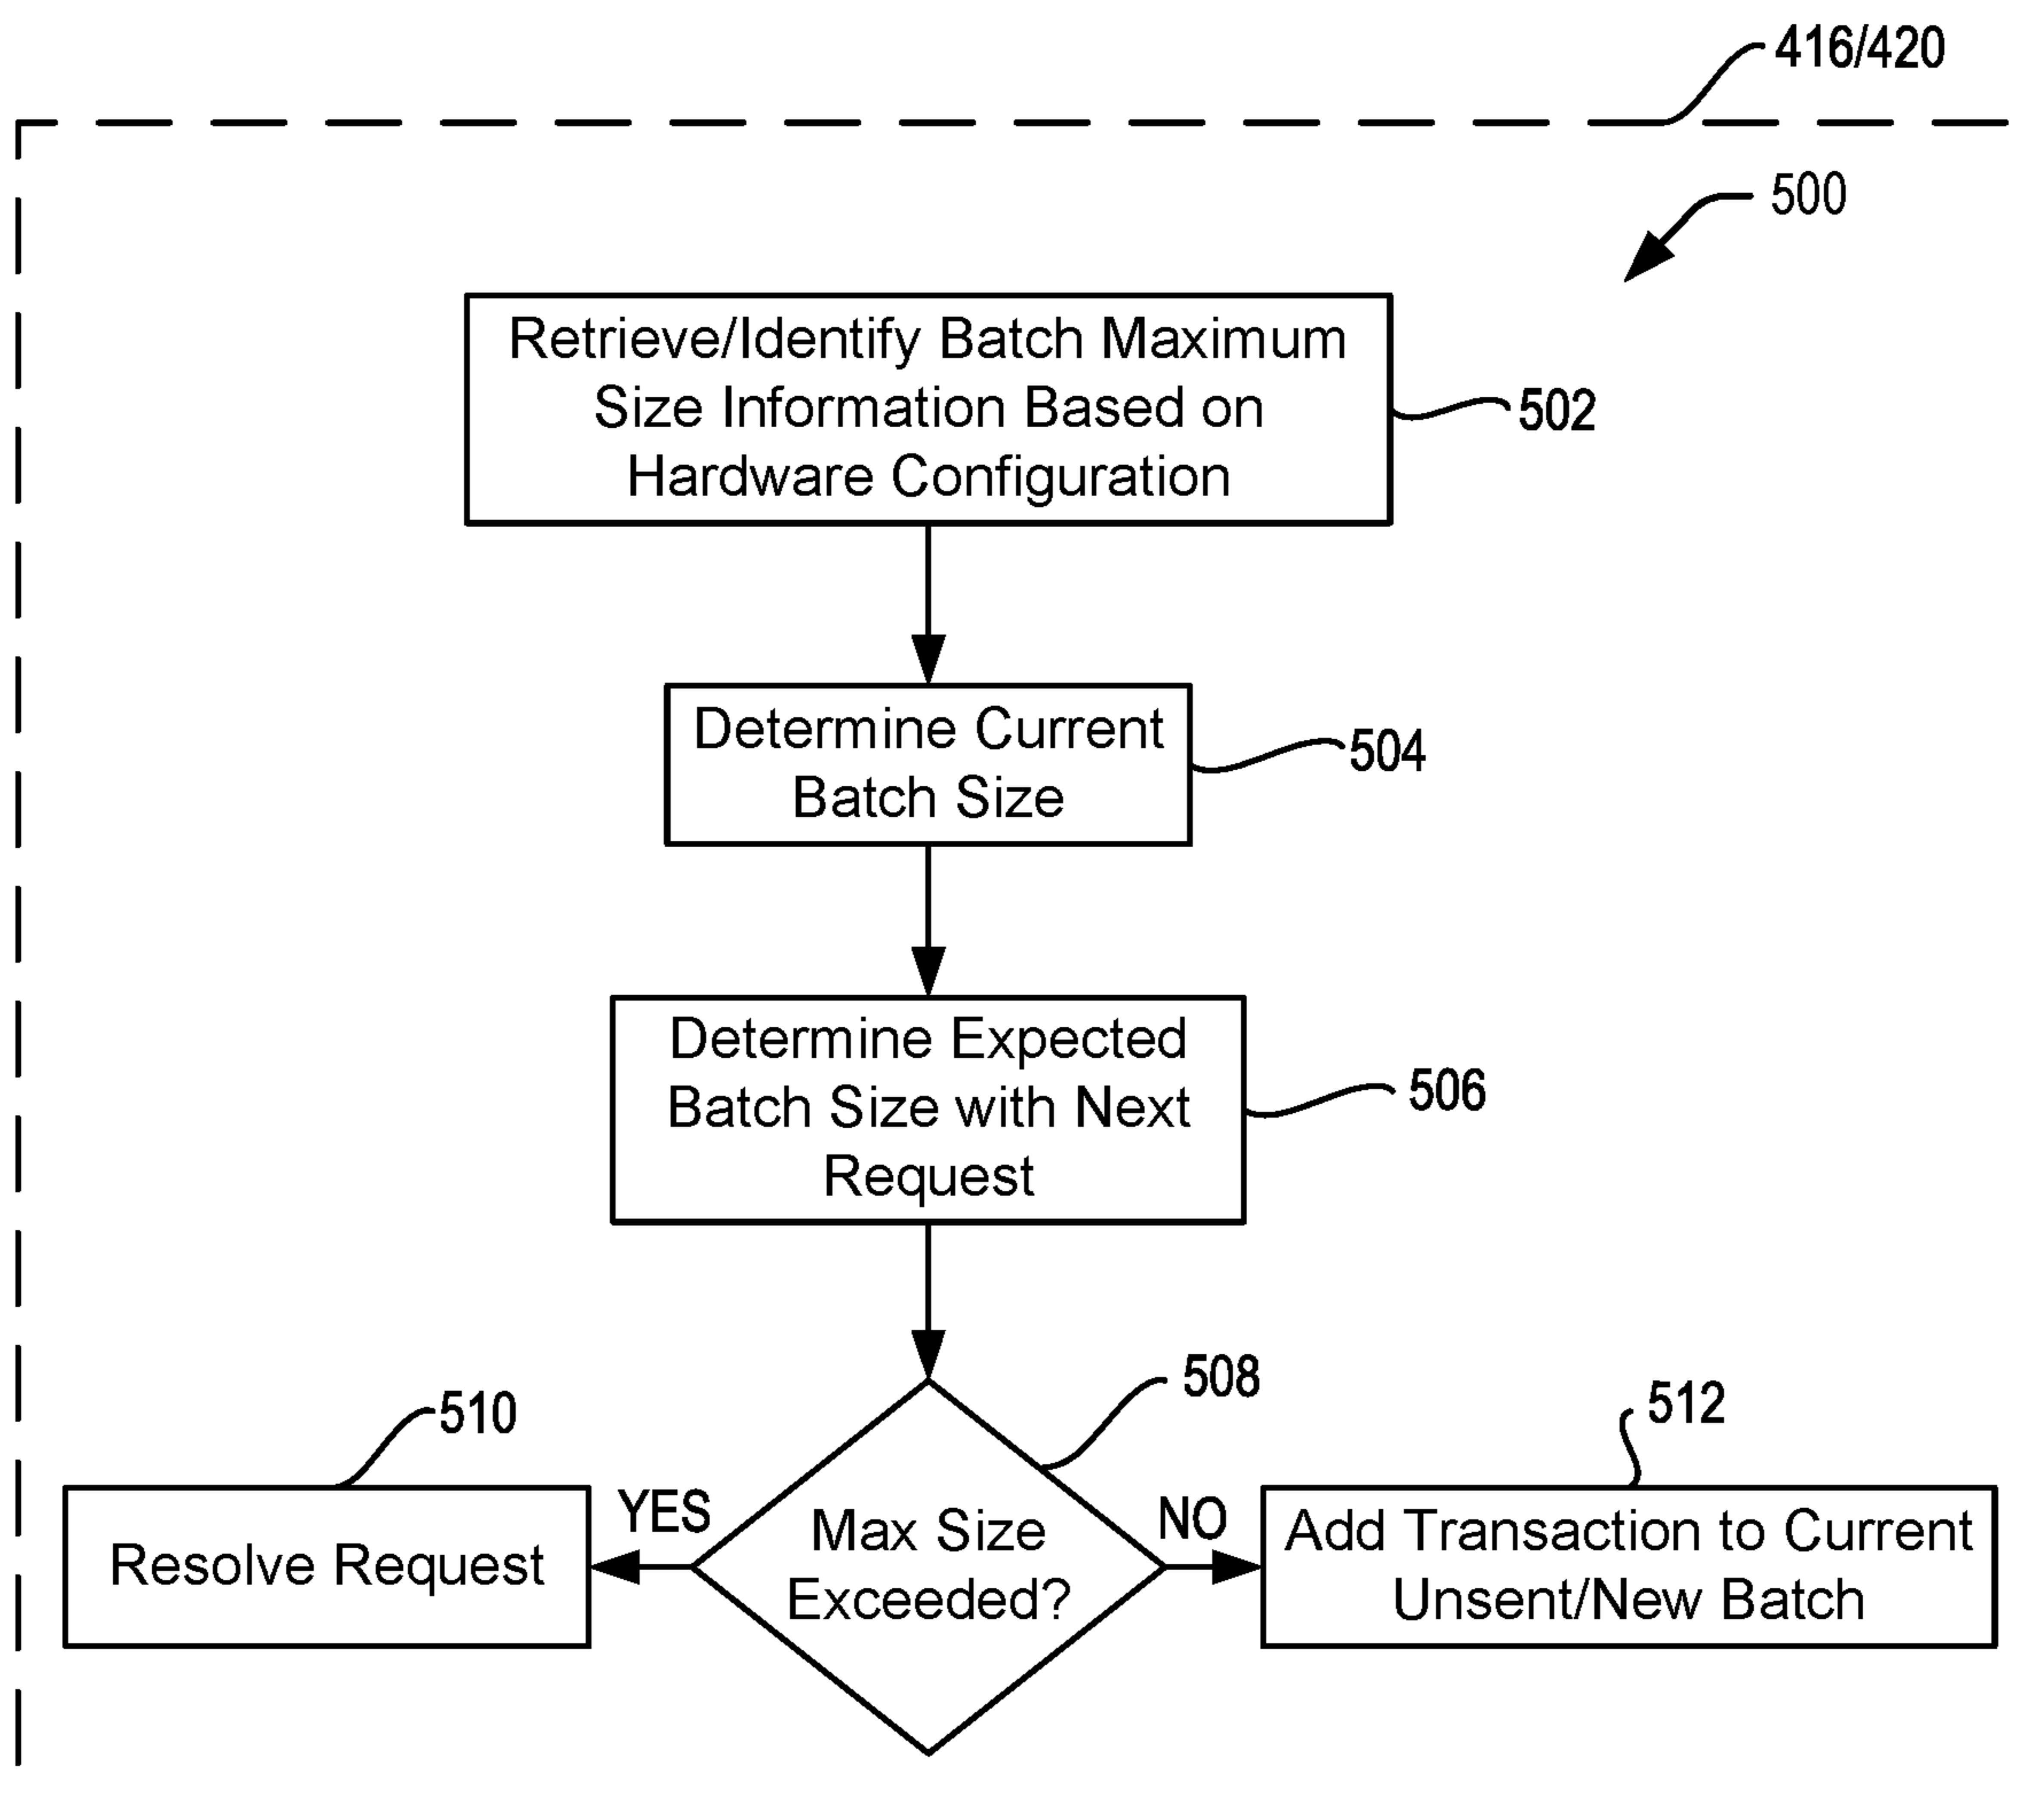 416/420
500
Retrieve/Identify Batch Maximum
Size Information Based on
Hardware Configuration
502
Determine Current
Batch Size
504
Determine Expected
Batch Size with Next
Request
506
508
510
512
YES
NO
Max Size
Exceeded?
Resolve Request
Add Transaction to Current
Unsent/New Batch